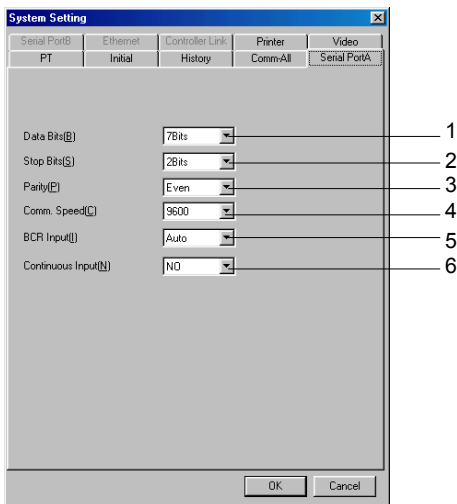 System Setting
Serial PortB Ethernet Controller Link Printer Video
PT Initial History Comm-All Serial PortA
Data Bits(B) 7Bits 1
Stop Bits(S) 2Bits 2
Parity(P) Even 3
Comm. Speed(C) 9600 4
BCR Input(I) Auto 5
Continuous Input(N) NO 6
OK Cancel